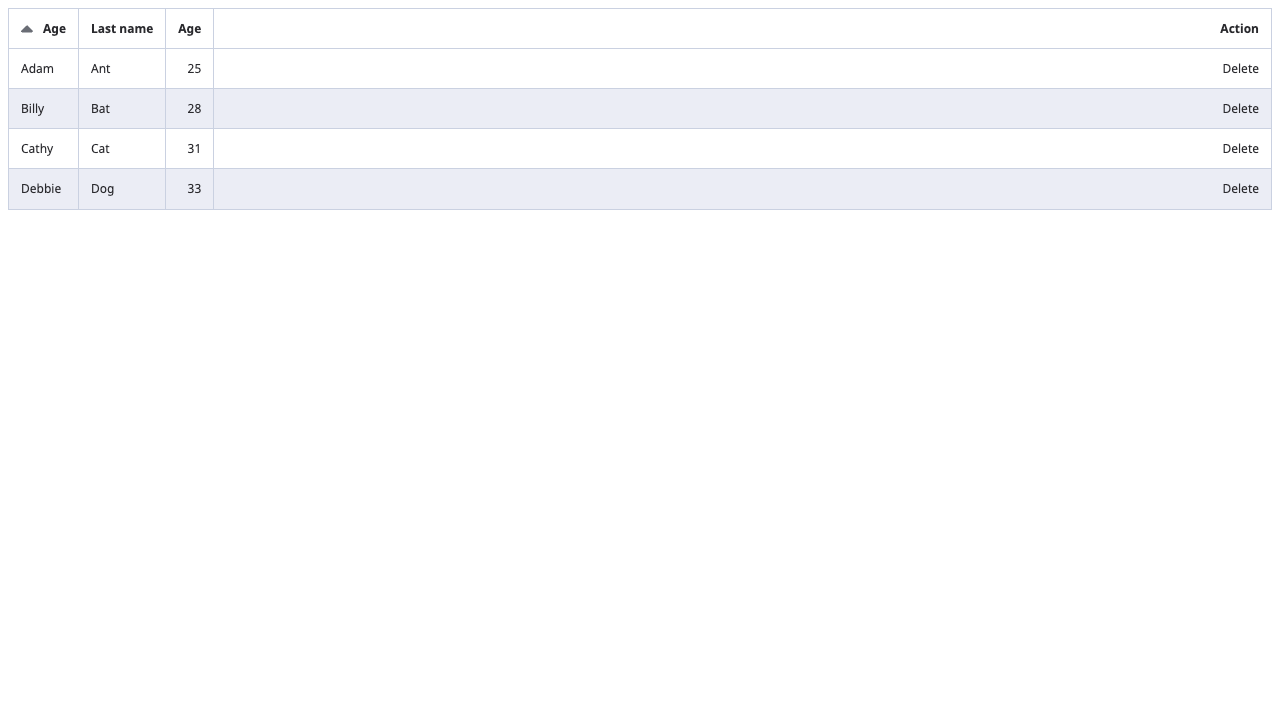 Age Last name Age Action
Adam Ant 25 Delete
Billy Bat 28 Delete
Cathy Cat 31 Delete
Debbie Dog 33 Delete